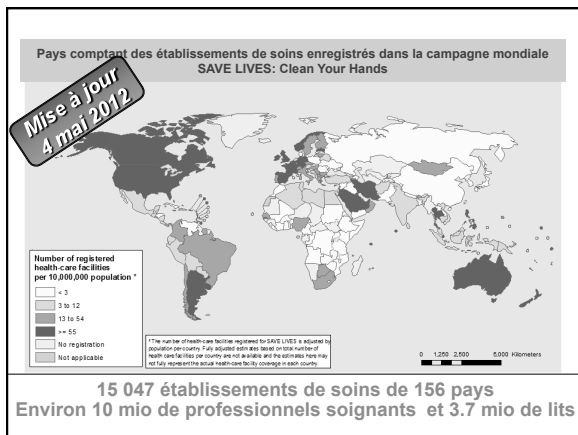 Pays comptant des établissements de soins enregistrés dans la campagne mondiale
SAVE LIVES: Clean Your Hands
Mise à jour
4 mai 2012
Number of registered
health-care facilities
per 10,000,000 population *
< 3
3 to 12
13 to 54
>= 55
No registration
Not applicable
* The number of health-care facilities registered for SAVE LIVES is adjusted by
population per country. Fully adjusted estimates based on total number of
health care facilities per country are not available and the estimates here may
not fully represent the actual health-care facility coverage in each country.
0 1,250 2,500 5,000 Kilometers
15 047 établissements de soins de 156 pays
Environ 10 mio de professionnels soignants et 3.7 mio de lits